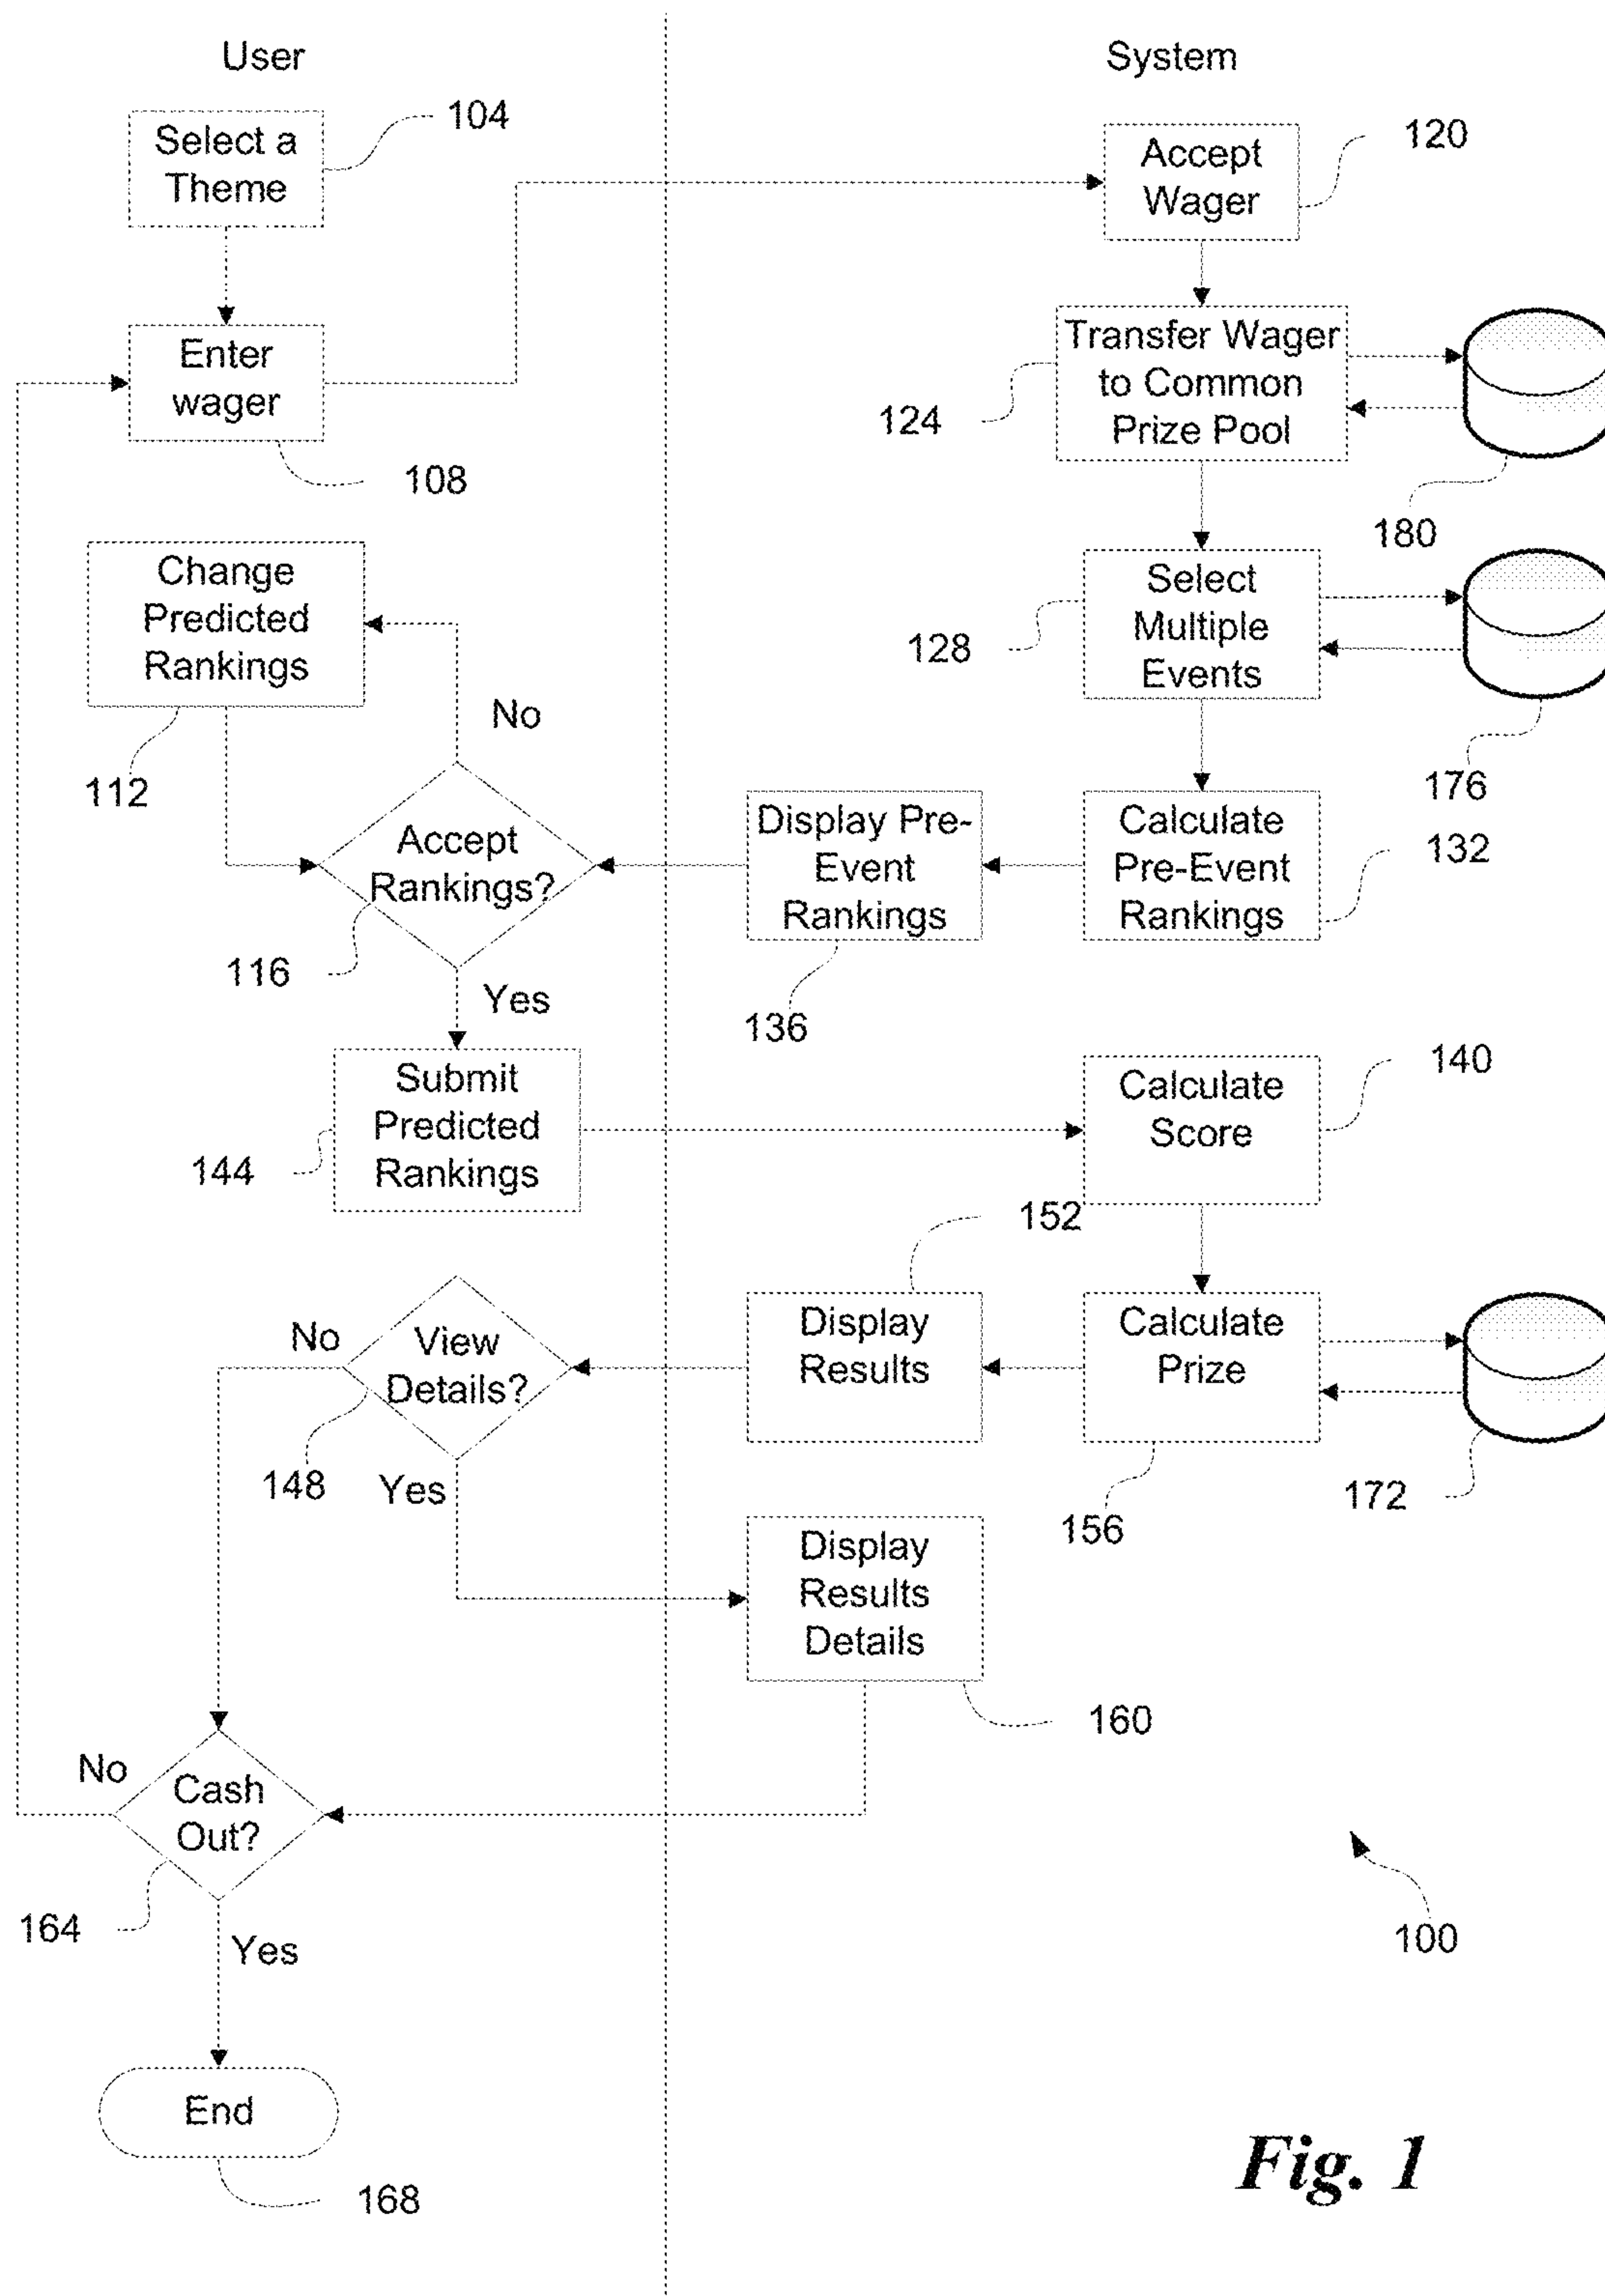 User
System
Select a
Theme
104
Accept
Wager
120
Enter
wager
108
Transfer Wager
to Common
Prize Pool
124
180
Change
Predicted
Rankings
112
No
Select
Multiple
Events
128
176
Accept
Rankings?
116
Yes
Display Pre-
Event
Rankings
136
Calculate
Pre-Event
Rankings
132
Submit
Predicted
Rankings
144
Calculate
Score
140
152
View
Details?
No
148
Yes
Display
Results
Calculate
Prize
156
172
Display
Results
Details
160
No
Cash
Out?
164
Yes
100
End
168
Fig. 1